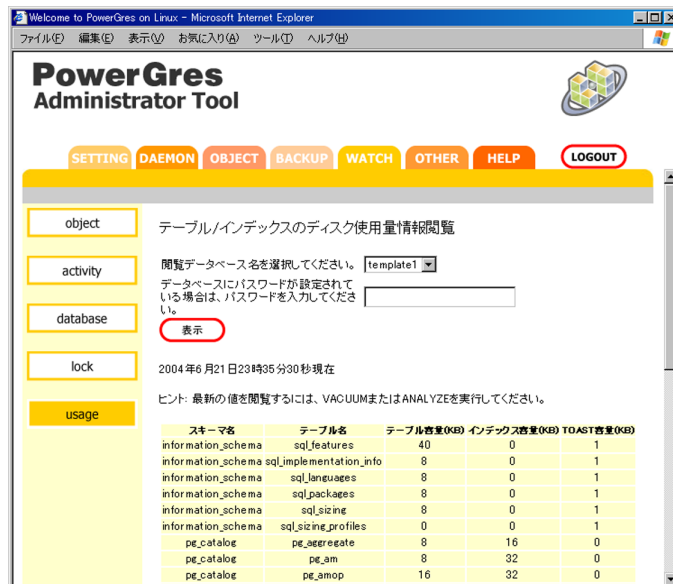 Welcome to PowerGres on Linux - Microsoft Internet Explorer
ファイル(F) 編集(E) 表示(V) お気に入り(A) ツール(T) ヘルプ(H)
PowerGres
Administrator Tool
SETTING DAEMON OBJECT BACKUP WATCH OTHER HELP LOGOUT
object
activity
database
lock
usage
テーブル/インデックスのディスク使用量情報閲覧
閲覧データベース名を選択してください。 template1
データベースにパスワードが設定されて
いる場合は、パスワードを入力してくださ
い。
表示
2004年6月21日23時35分30秒現在
ヒント: 最新の値を閲覧するには、VACUUMまたはANALYZEを実行してください。
スキーマ名 テーブル名 テーブル容量(KB) インデックス容量(KB) TOAST容量(KB)
information_schema sql_features 40 0 1
information_schema sql_implementation_info 8 0 1
information_schema sql_languages 8 0 1
information_schema sql_packages 8 0 1
information_schema sql_sizing 8 0 1
information_schema sql_sizing_profiles 0 0 1
pg_catalog pg_aggregate 8 16 0
pg_catalog pg_am 8 32 0
pg_catalog pg_amop 16 32 0